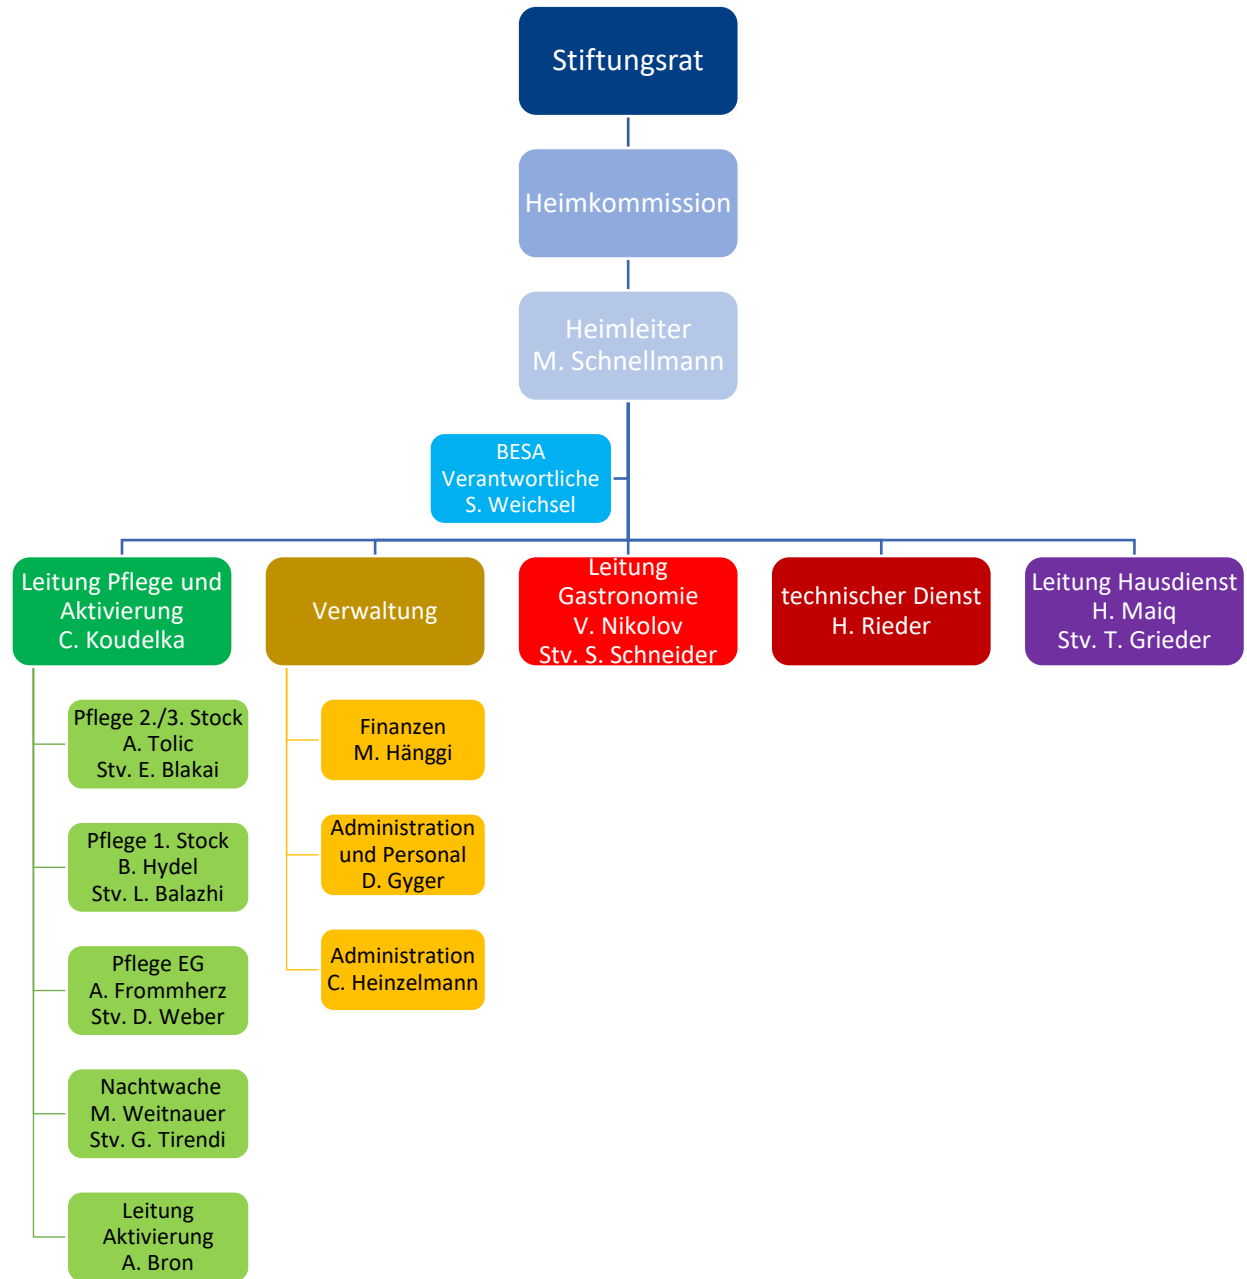 Stiftungsrat
Heimkommission
Heimleiter
M. Schnellmann
BESA
Verantwortliche
S. Weichsel
Leitung Pflege und
Aktivierung
C. Koudelka
Verwaltung
Leitung
Gastronomie
V. Nikolov
Stv. S. Schneider
technischer Dienst
H. Rieder
Leitung Hausdienst
H. Maiq
Stv. T. Grieder
Pflege 2./3. Stock
A. Tolic
Stv. E. Blakai
Pflege 1. Stock
B. Hydel
Stv. L. Balazhi
Pflege EG
A. Frommherz
Stv. D. Weber
Nachtwache
M. Weitnauer
Stv. G. Tirendi
Leitung
Aktivierung
A. Bron
Finanzen
M. Hänggi
Administration
und Personal
D. Gyger
Administration
C. Heinzelmann